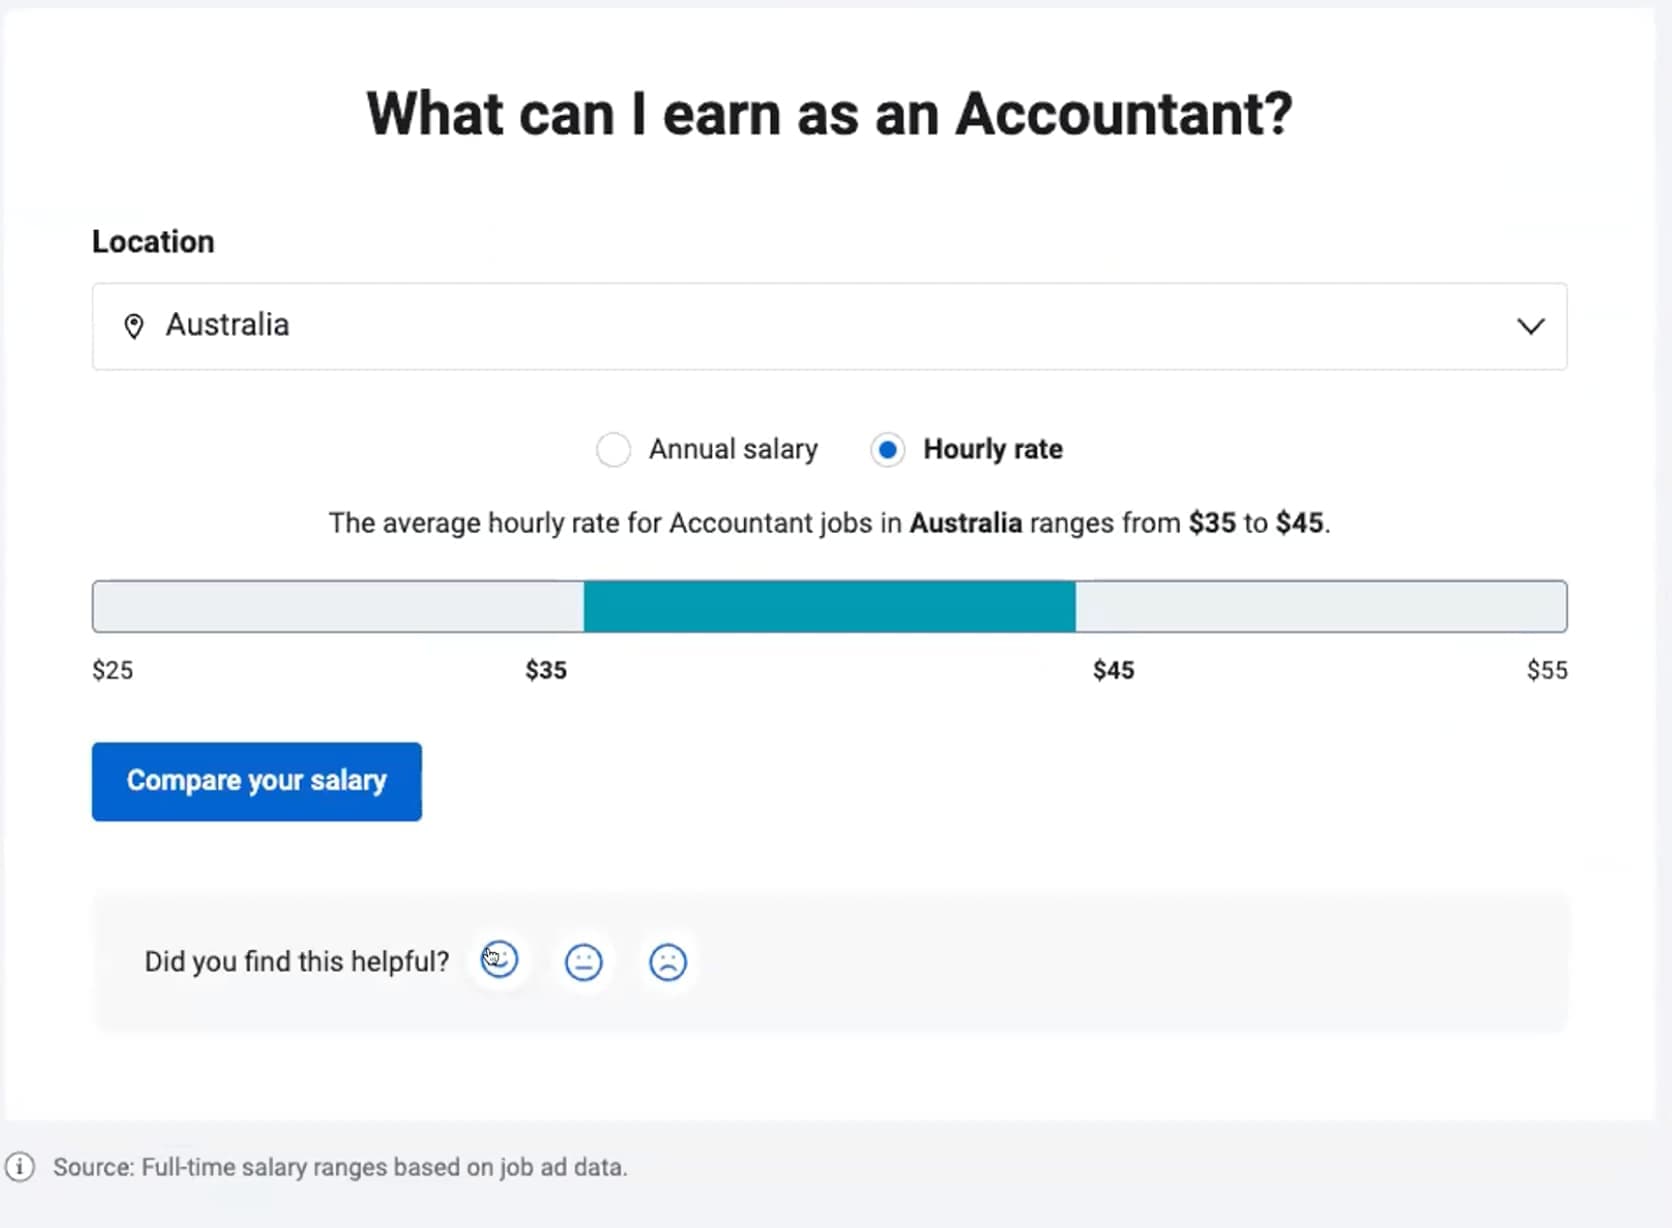 What can I earn as an Accountant?
Location
Australia
Annual salary Hourly rate
The average hourly rate for Accountant jobs in Australia ranges from $35 to $45.
$25 $35 $45 $55
Compare your salary
Did you find this helpful?
Source: Full-time salary ranges based on job ad data.